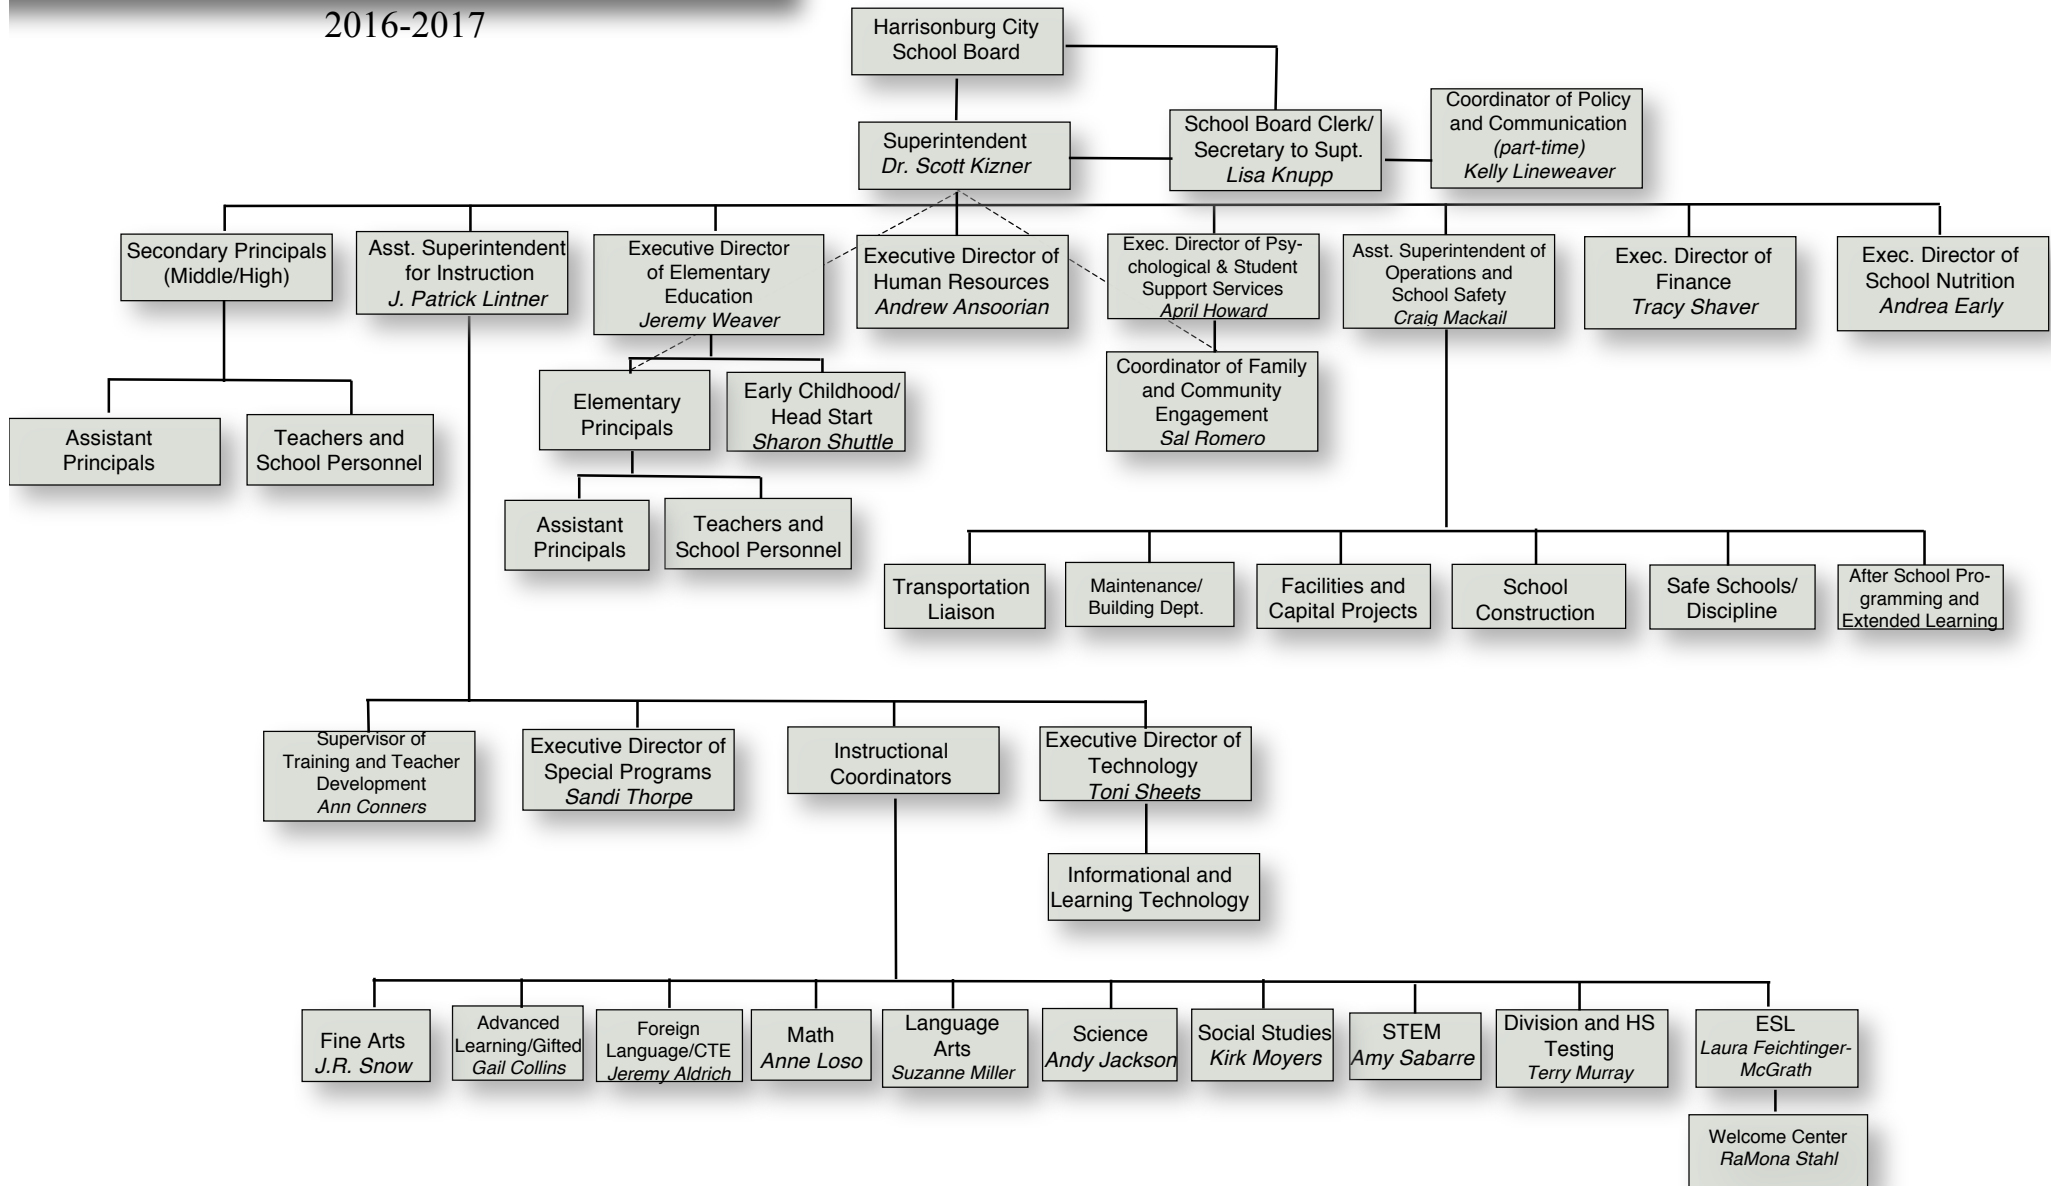 2016-2017
Harrisonburg City
School Board
Superintendent
Dr. Scott Kizner
School Board Clerk/
Secretary to Supt.
Lisa Knupp
Coordinator of Policy
and Communication
(part-time)
Kelly Lineweaver
Secondary Principals
(Middle/High)
Asst. Superintendent
for Instruction
J. Patrick Lintner
Executive Director
of Elementary
Education
Jeremy Weaver
Executive Director of
Human Resources
Andrew Ansoorian
Exec. Director of Psy-
chological & Student
Support Services
April Howard
Asst. Superintendent of
Operations and
School Safety
Craig Mackail
Exec. Director of
Finance
Tracy Shaver
Exec. Director of
School Nutrition
Andrea Early
Assistant
Principals
Teachers and
School Personnel
Elementary
Principals
Early Childhood/
Head Start
Sharon Shuttle
Coordinator of Family
and Community
Engagement
Sal Romero
Assistant
Principals
Teachers and
School Personnel
Transportation
Liaison
Maintenance/
Building Dept.
Facilities and
Capital Projects
School
Construction
Safe Schools/
Discipline
After School Pro-
gramming and
Extended Learning
Supervisor of
Training and Teacher
Development
Ann Conners
Executive Director of
Special Programs
Sandi Thorpe
Instructional
Coordinators
Executive Director of
Technology
Toni Sheets
Informational and
Learning Technology
Fine Arts
J.R. Snow
Advanced
Learning/Gifted
Gail Collins
Foreign
Language/CTE
Jeremy Aldrich
Math
Anne Loso
Language
Arts
Suzanne Miller
Science
Andy Jackson
Social Studies
Kirk Moyers
STEM
Amy Sabarre
Division and HS
Testing
Terry Murray
ESL
Laura Feichtinger-
McGrath
Welcome Center
RaMona Stahl